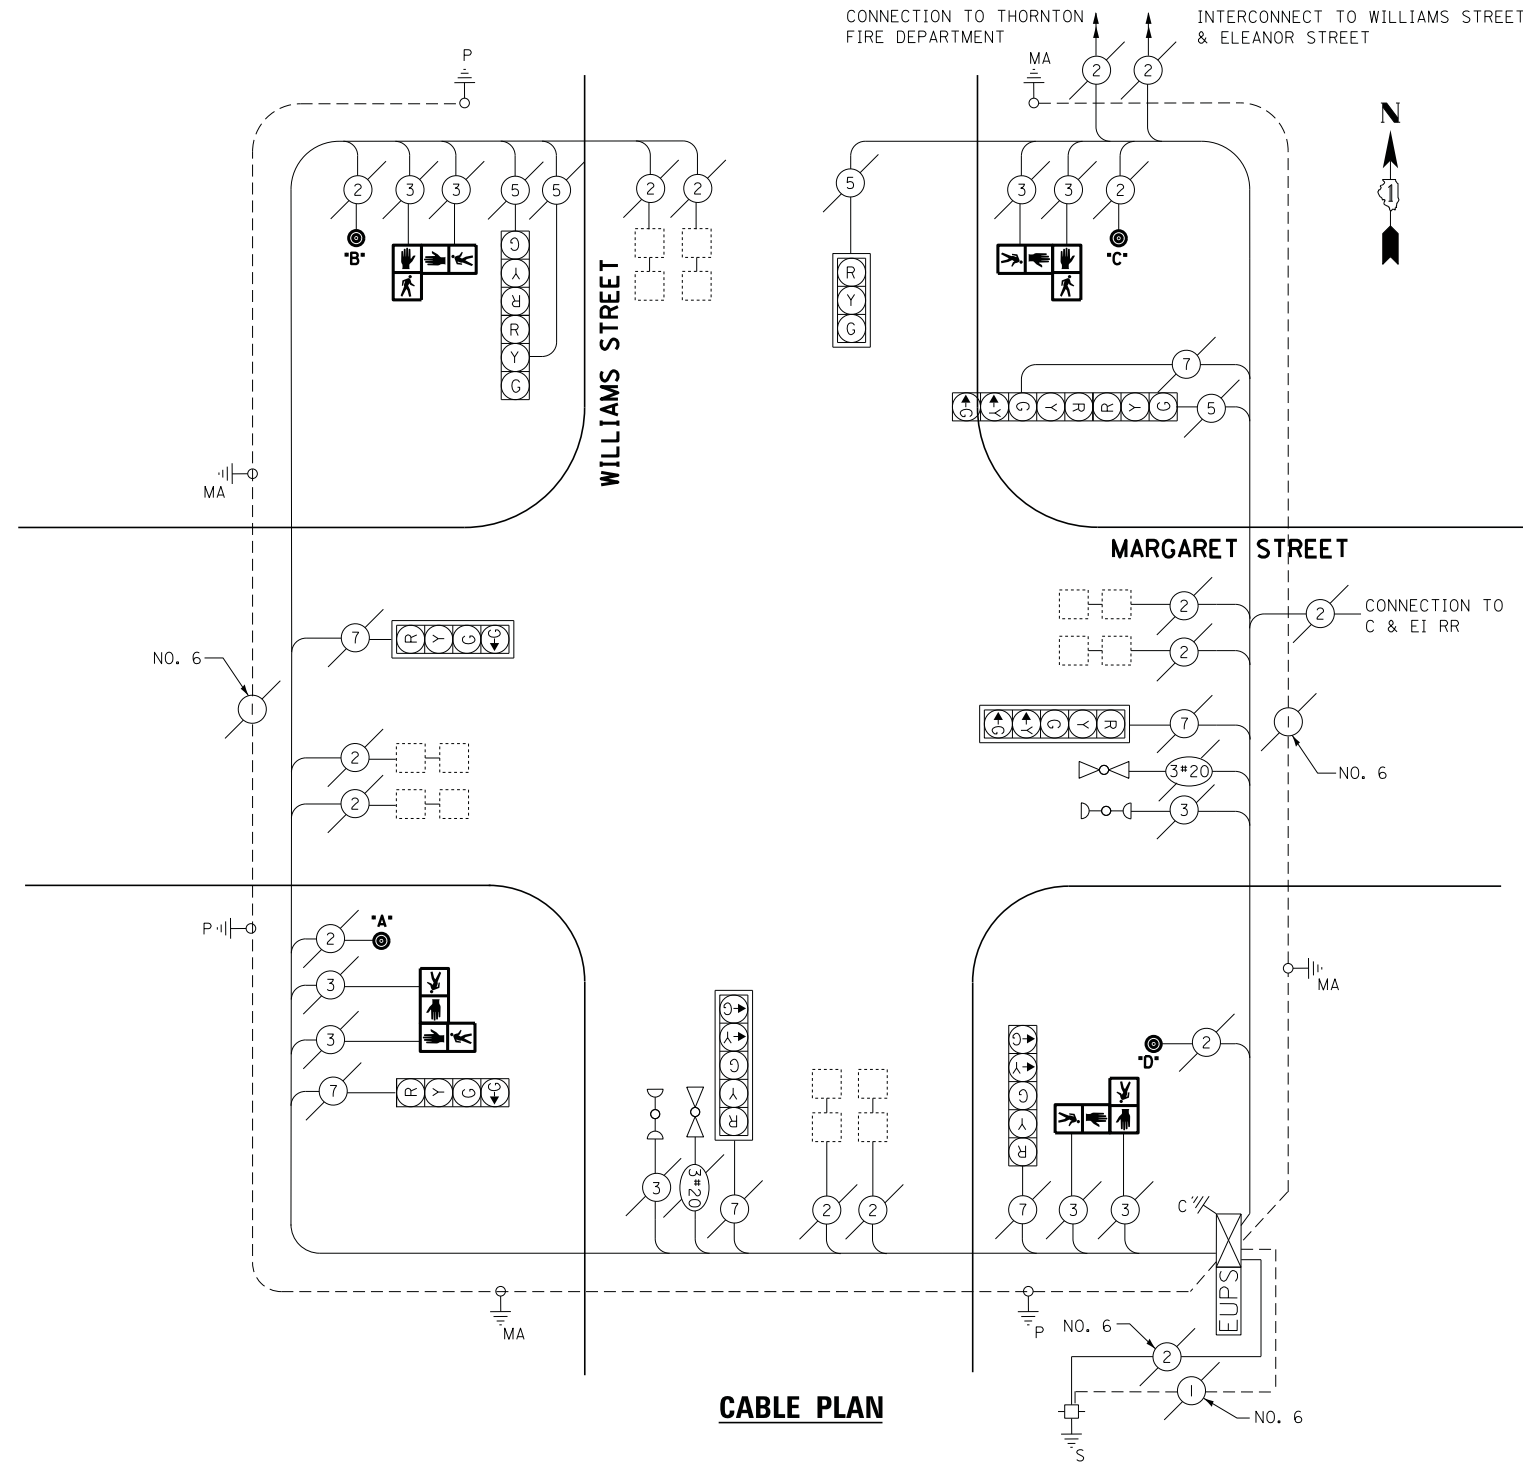 CONNECTION TO THORNTON
FIRE DEPARTMENT
INTERCONNECT TO WILLIAMS STREET
& ELEANOR STREET
P
MA
2
2
N
1
2
3
3
5
5
2
2
5
3
3
2
"B"
"C"
G
Y
R
R
Y
G
R
Y
G
WILLIAMS STREET
7
G Y G Y R R Y G
5
MA
MARGARET STREET
2
2
CONNECTION TO
C & EI RR
7
R Y G G
2
NO. 6
1
G Y G Y R
7
1
2
3#20
NO. 6
2
3
P
"A"
2
3
MA
3
G
Y
G
Y
R
G
Y
G
Y
R
2
"D"
7
R Y G G
3
3#20
7
2
2
7
3
3
C
EUPS
MA
P
NO. 6
2
1
NO. 6
S
CABLE PLAN